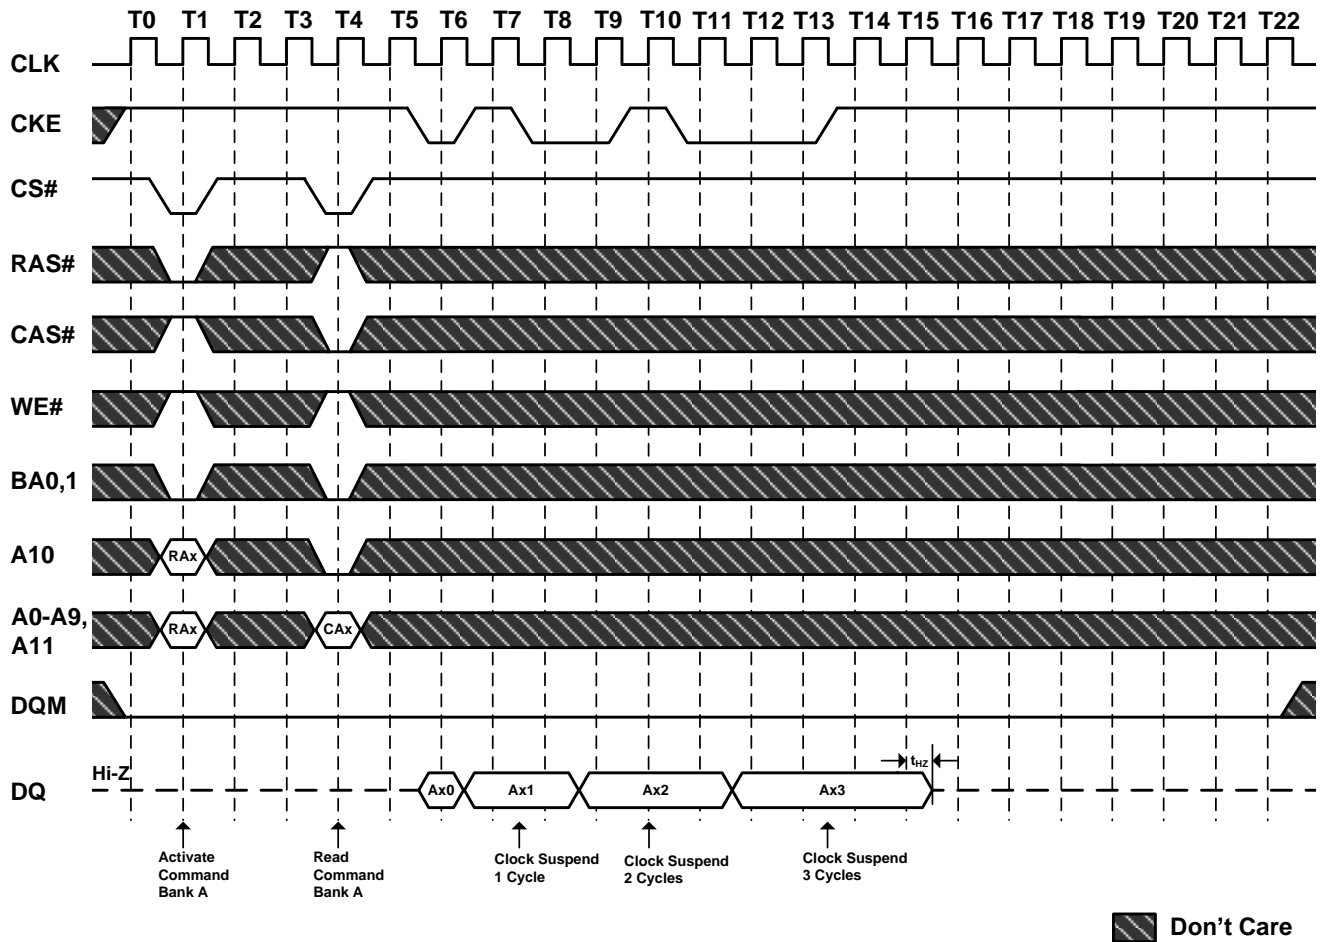 T0 T1 T2 T3 T4 T5 T6 T7 T8 T9 T10 T11 T12 T13 T14 T15 T16 T17 T18 T19 T20 T21 T22
CLK
CKE
CS#
RAS#
CAS#
WE#
BA0,1
A10
RAx
A0-A9,
A11
RAx
CAx
DQM
Hi-Z
tHZ
DQ
Ax0
Ax1
Ax2
Ax3
Activate
Command
Bank A
Read
Command
Bank A
Clock Suspend
1 Cycle
Clock Suspend
2 Cycles
Clock Suspend
3 Cycles
Don't Care